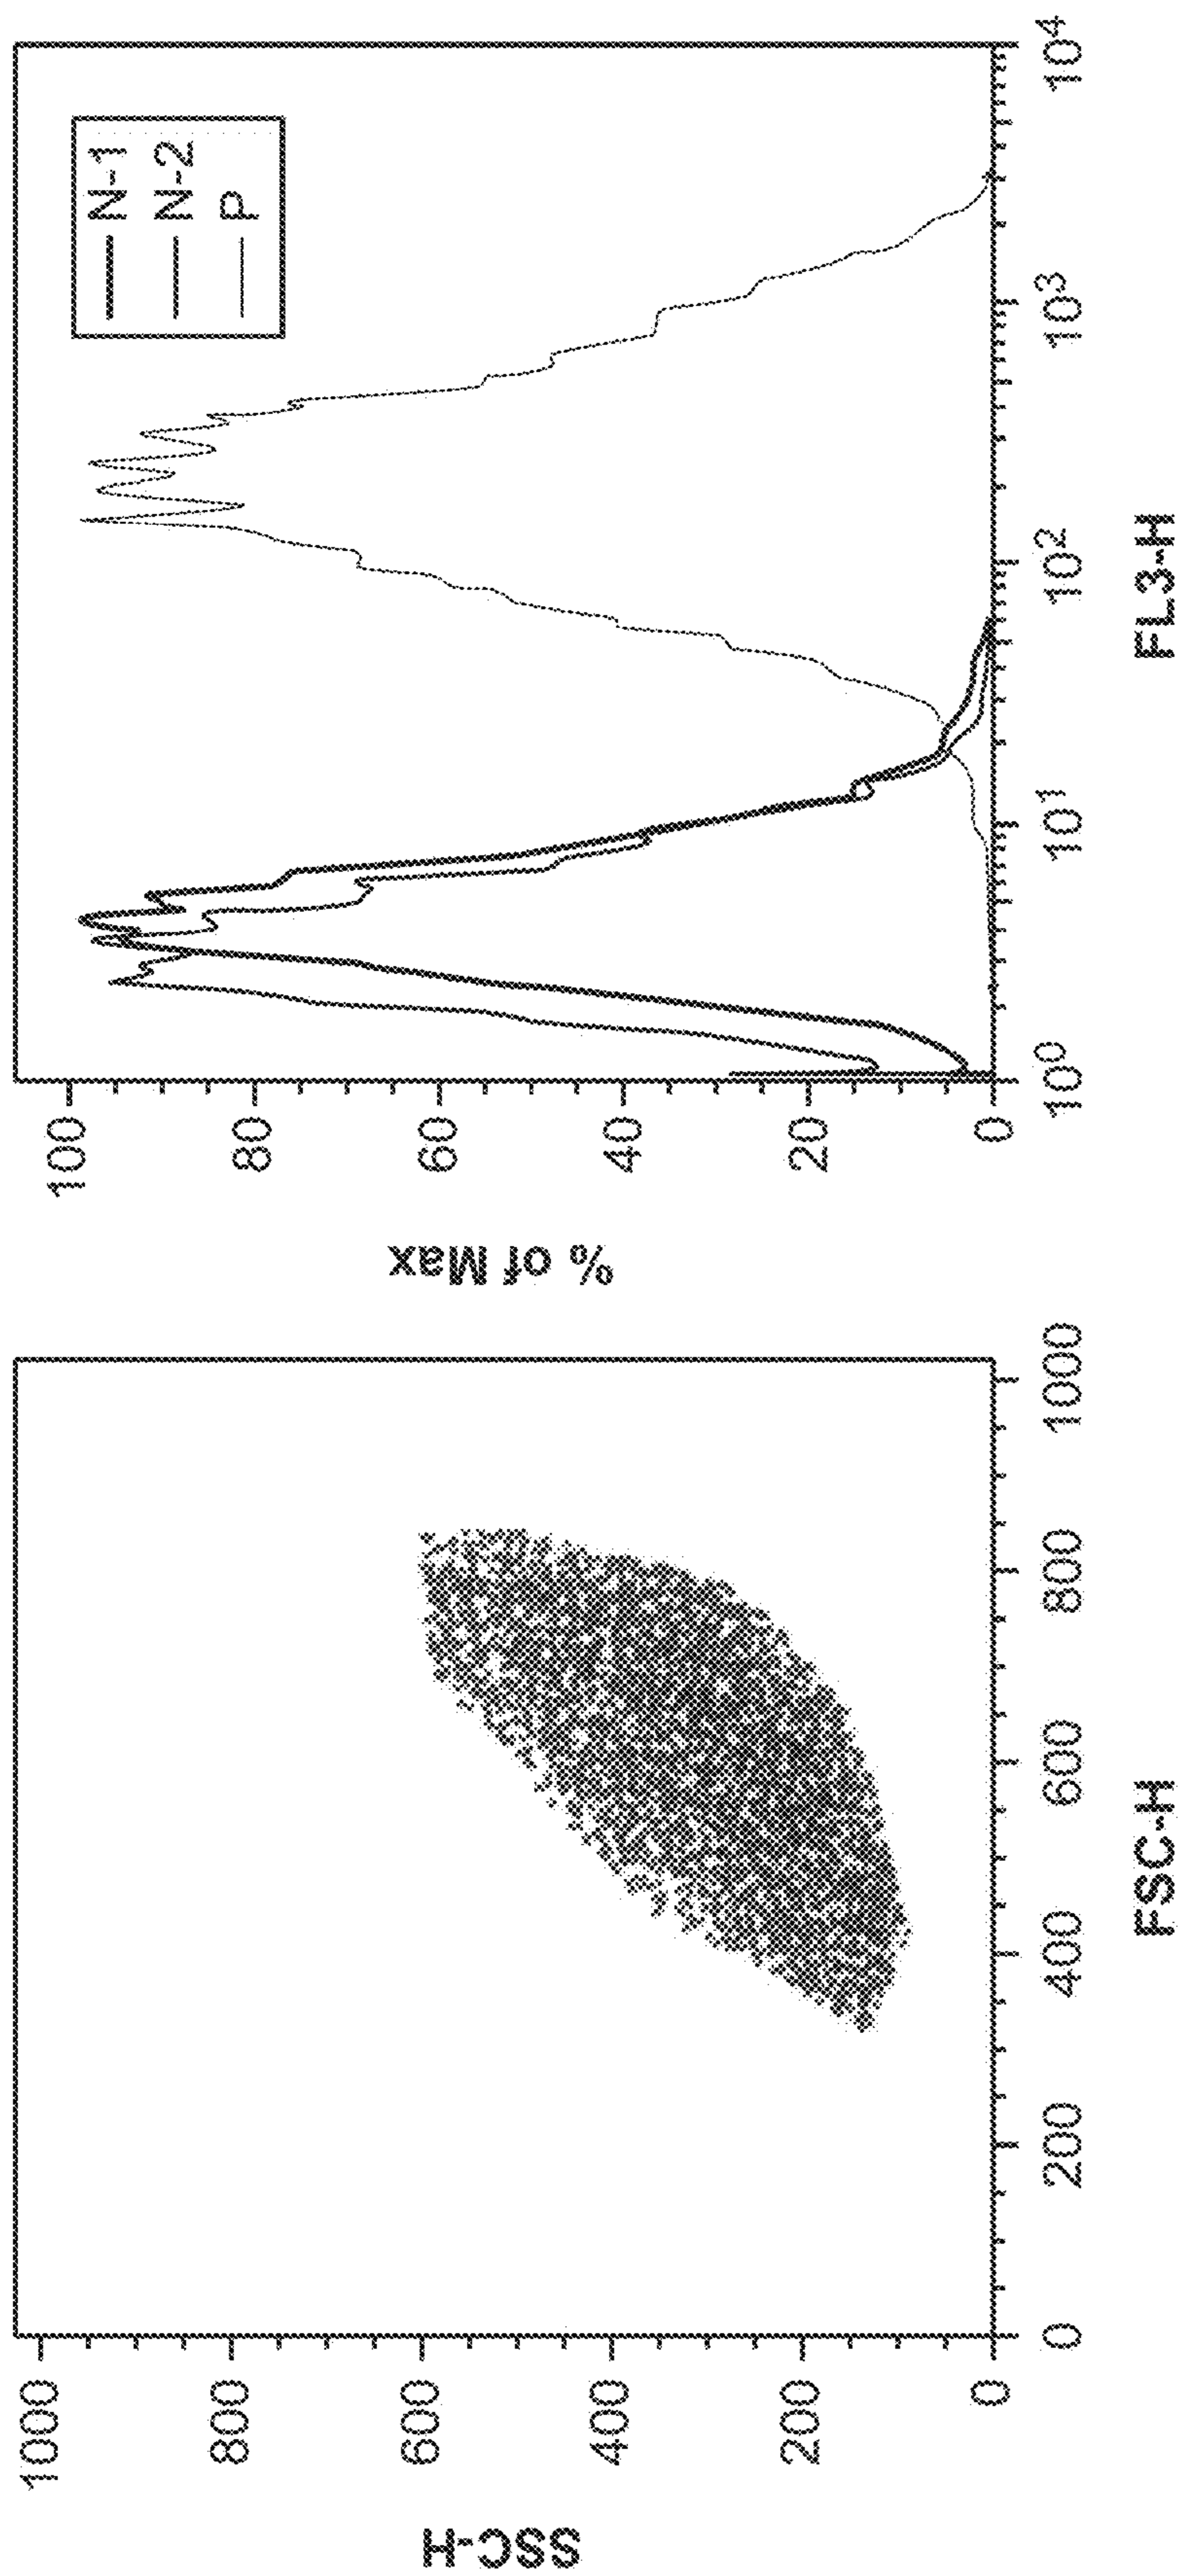 SSC-H
1000
800
600
400
200
0
0 200 400 600 800 1000
FSC-H
% of Max
100
80
60
40
20
0
10⁰ 10¹ 10² 10³ 10⁴
FL3-H
N-1
N-2
P